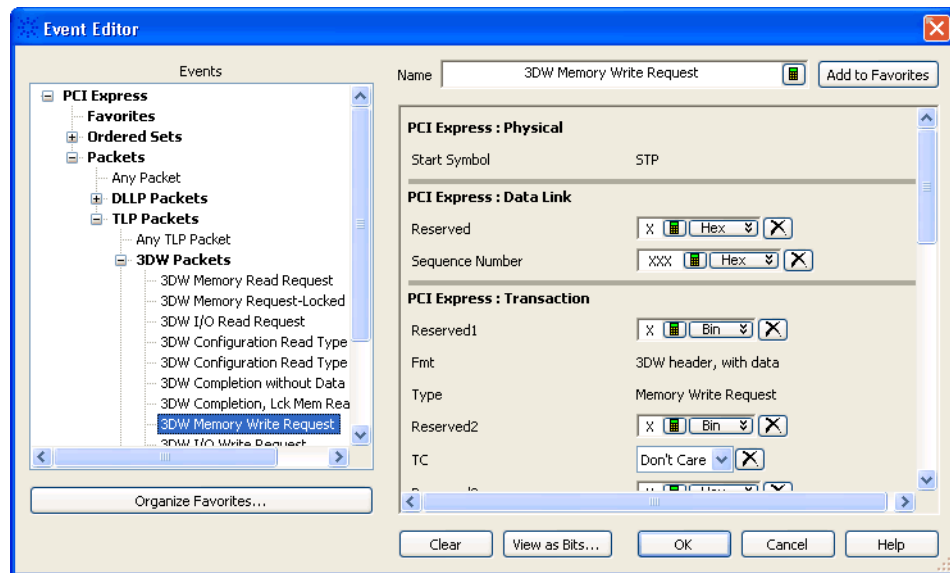 Event Editor
Events
PCI Express
Favorites
Ordered Sets
Packets
Any Packet
DLLP Packets
TLP Packets
Any TLP Packet
3DW Packets
3DW Memory Read Request
3DW Memory Request-Locked
3DW I/O Read Request
3DW Configuration Read Type
3DW Configuration Read Type
3DW Completion without Data
3DW Completion, Lck Mem Rea
3DW Memory Write Request
3DW I/O Write Request
Organize Favorites...
Name 3DW Memory Write Request Add to Favorites
PCI Express : Physical
Start Symbol STP
PCI Express : Data Link
Reserved X Hex
Sequence Number XXX Hex
PCI Express : Transaction
Reserved1 X Bin
Fmt 3DW header, with data
Type Memory Write Request
Reserved2 X Bin
TC Don't Care
Clear View as Bits... OK Cancel Help